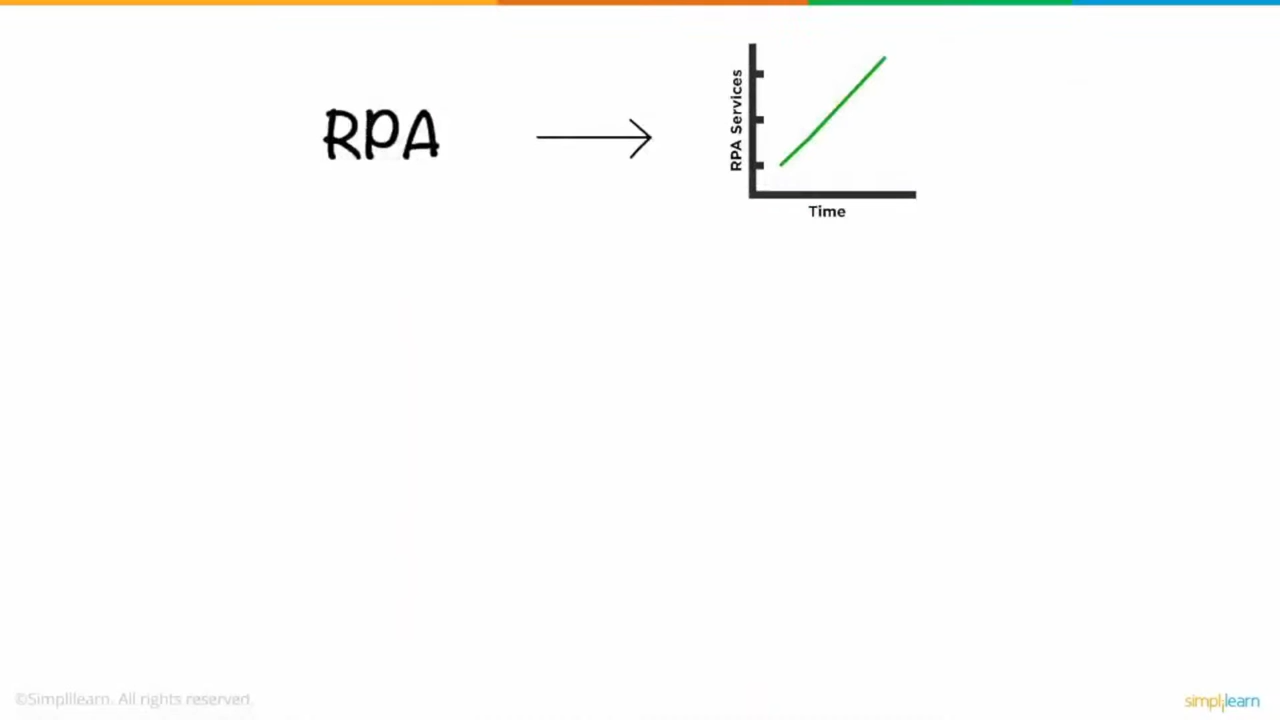 RPA
RPA Services
Time
©Simplilearn. All rights reserved.
simplilearn